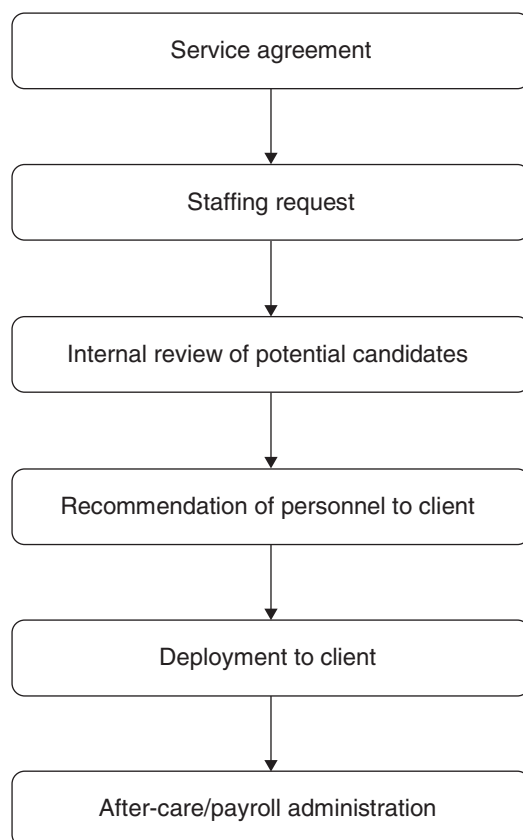 Service agreement
Staffing request
Internal review of potential candidates
Recommendation of personnel to client
Deployment to client
After-care/payroll administration